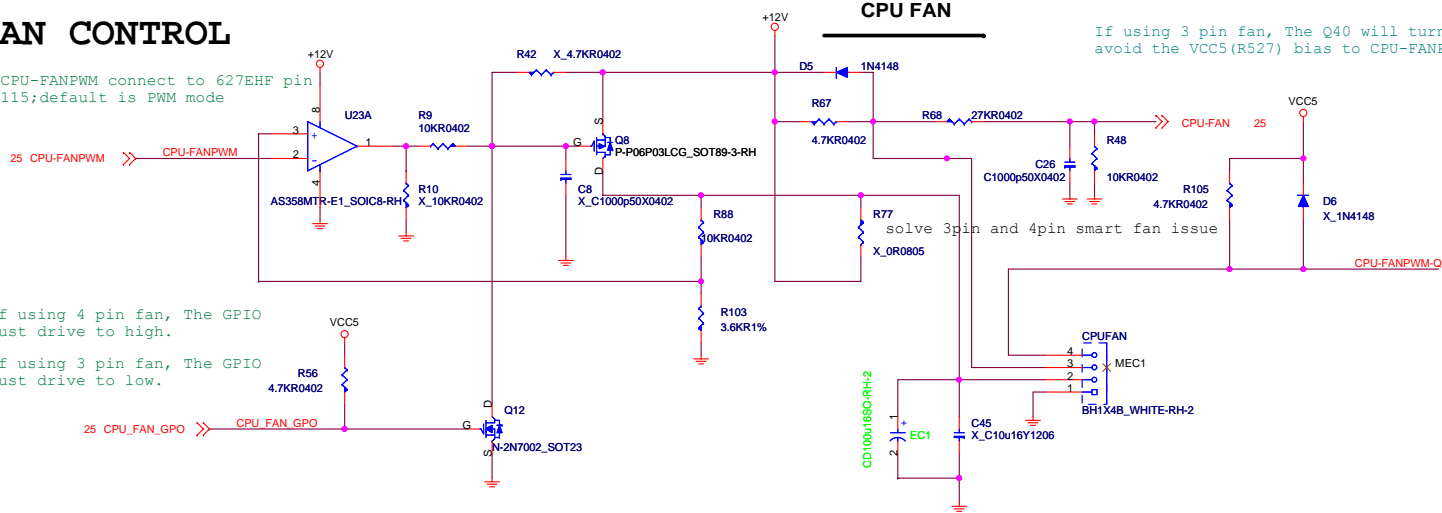 AN CONTROL
CPU-FANPWM connect to 627EHF pin
115;default is PWM mode
CPU FAN
If using 3 pin fan, The Q40 will turn
avoid the VCC5(R527) bias to CPU-FANP
+12V
R42 X_4.7KR0402
+12V
D5 1N4148
U23A
8
3
+
2
-
1
4
AS358MTR-E1_SOIC8-RH
25 CPU-FANPWM
CPU-FANPWM
R9
10KR0402
R10
X_10KR0402
S
G
D
Q8
P-P06P03LCG_SOT89-3-RH
C8
X_C1000p50X0402
R67
4.7KR0402
R68 27KR0402
CPU-FAN 25
C26
C1000p50X0402
R48
10KR0402
VCC5
R105
4.7KR0402
D6
X_1N4148
CPU-FANPWM-Q
R88
10KR0402
R77
X_0R0805
solve 3pin and 4pin smart fan issue
R103
3.6KR1%
f using 4 pin fan, The GPIO
ust drive to high.
f using 3 pin fan, The GPIO
ust drive to low.
VCC5
R56
4.7KR0402
25 CPU_FAN_GPO
CPU_FAN_GPO
D
G
S
Q12
N-2N7002_SOT23
CPUFAN
4
3
2
1
MEC1
BH1X4B_WHITE-RH-2
CD100u16SO-RH-2
1
+
2
EC1
C45
X_C10u16Y1206